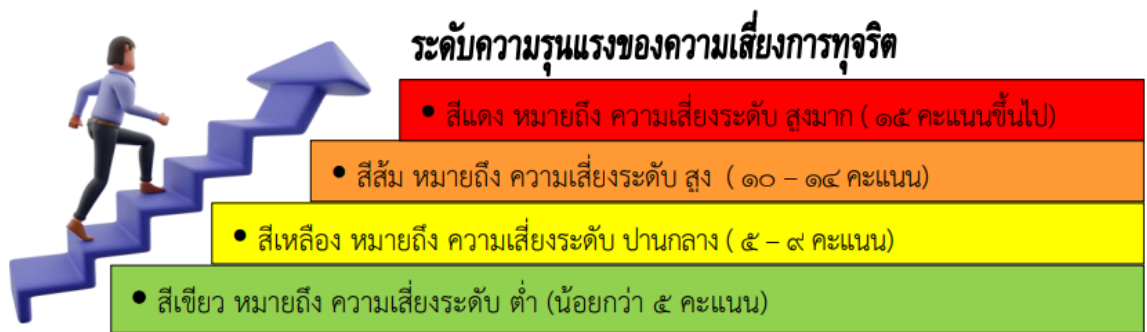 ระดับความรุนแรงของความเสี่ยงการทุจริต
• สีแดง หมายถึง ความเสี่ยงระดับ สูงมาก ( ๑๕ คะแนนขึ้นไป)
• สีส้ม หมายถึง ความเสี่ยงระดับ สูง ( ๑๐ – ๑๔ คะแนน)
• สีเหลือง หมายถึง ความเสี่ยงระดับ ปานกลาง ( ๕ – ๙ คะแนน)
• สีเขียว หมายถึง ความเสี่ยงระดับ ต่ำ (น้อยกว่า ๕ คะแนน)